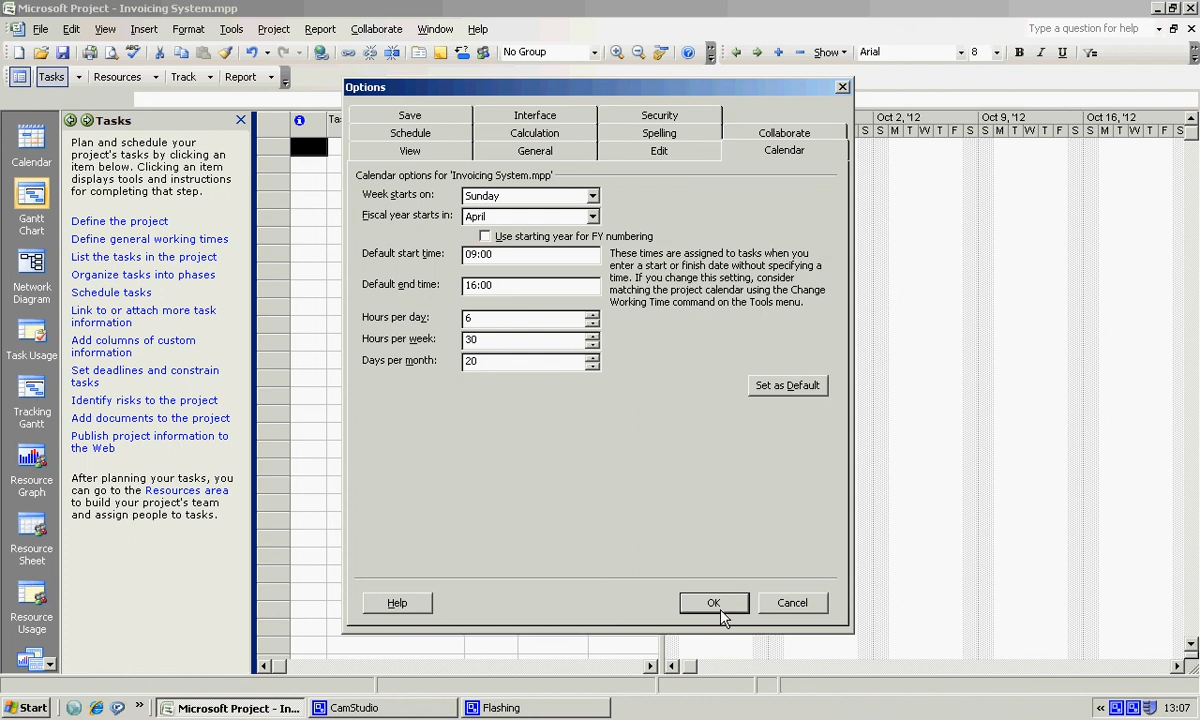 Microsoft Project - Invoicing System.mpp
File Edit View Insert Format Tools Project Report Collaborate Window Help
Type a question for help
No Group
Show
Arial
8
B I U
Tasks Resources Track Report
Tasks
Plan and schedule your
project's tasks by clicking an
item below. Clicking an item
displays tools and instructions
for completing that step.
Define the project
Define general working times
List the tasks in the project
Organize tasks into phases
Schedule tasks
Link to or attach more task
information
Add columns of custom
information
Set deadlines and constrain
tasks
Identify risks to the project
Add documents to the project
Publish project information to
the Web
After planning your tasks, you
can go to the Resources area
to build your project's team
and assign people to tasks.
Calendar
Gantt
Chart
Network
Diagram
Task Usage
Tracking
Gantt
Resource
Graph
Resource
Sheet
Resource
Usage
Options
Save Interface Security
Schedule Calculation Spelling Collaborate
View General Edit Calendar
Calendar options for 'Invoicing System.mpp'
Week starts on: Sunday
Fiscal year starts in: April
Use starting year for FY numbering
Default start time: 09:00
Default end time: 16:00
These times are assigned to tasks when you
enter a start or finish date without specifying a
time. If you change this setting, consider
matching the project calendar using the Change
Working Time command on the Tools menu.
Hours per day: 6
Hours per week: 30
Days per month: 20
Set as Default
Help OK Cancel
Oct 2, '12 Oct 9, '12 Oct 16, '12
S S M T W T F S S M T W T F S S M T W T F S
Start
Microsoft Project - In...
CamStudio
Flashing
13:07